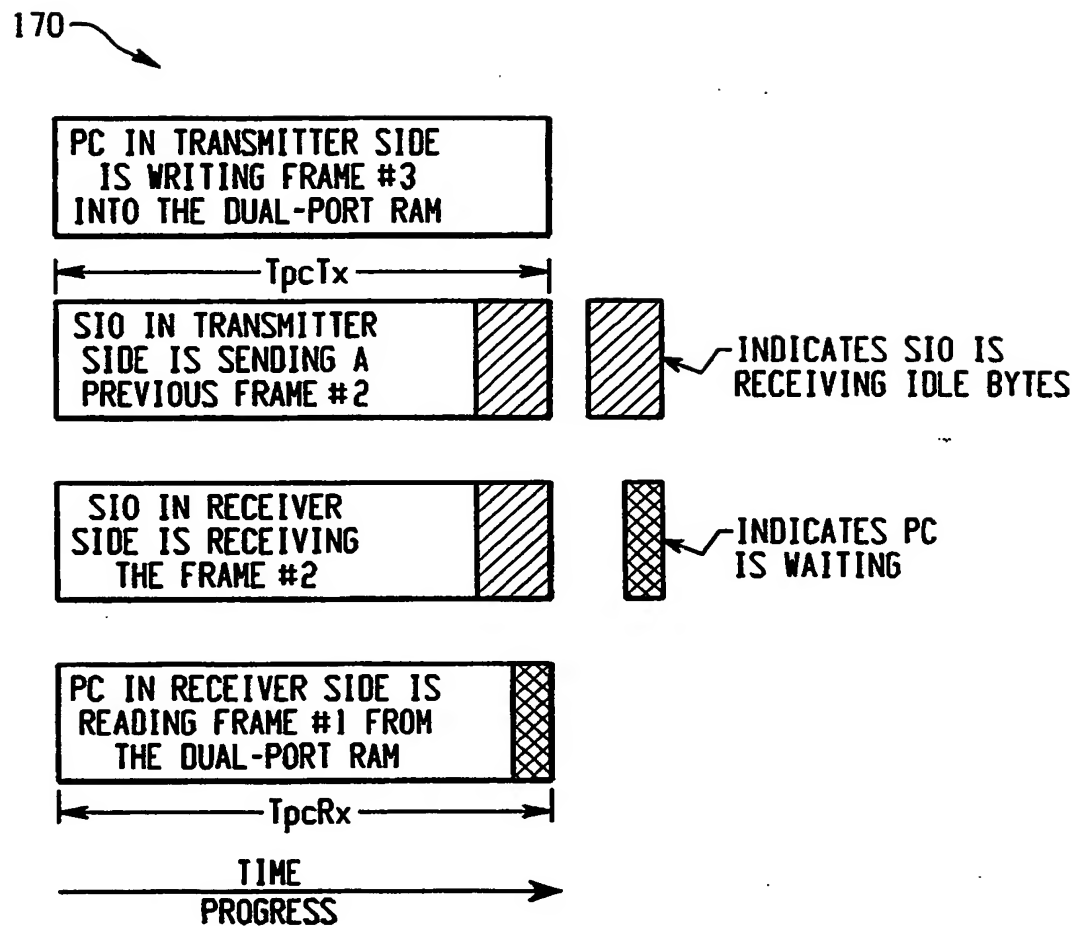 170
PC IN TRANSMITTER SIDE
IS WRITING FRAME #3
INTO THE DUAL-PORT RAM
TpcTx
SIO IN TRANSMITTER
SIDE IS SENDING A
PREVIOUS FRAME #2
INDICATES SIO IS
RECEIVING IDLE BYTES
SIO IN RECEIVER
SIDE IS RECEIVING
THE FRAME #2
INDICATES PC
IS WAITING
PC IN RECEIVER SIDE IS
READING FRAME #1 FROM
THE DUAL-PORT RAM
TpcRx
TIME
PROGRESS